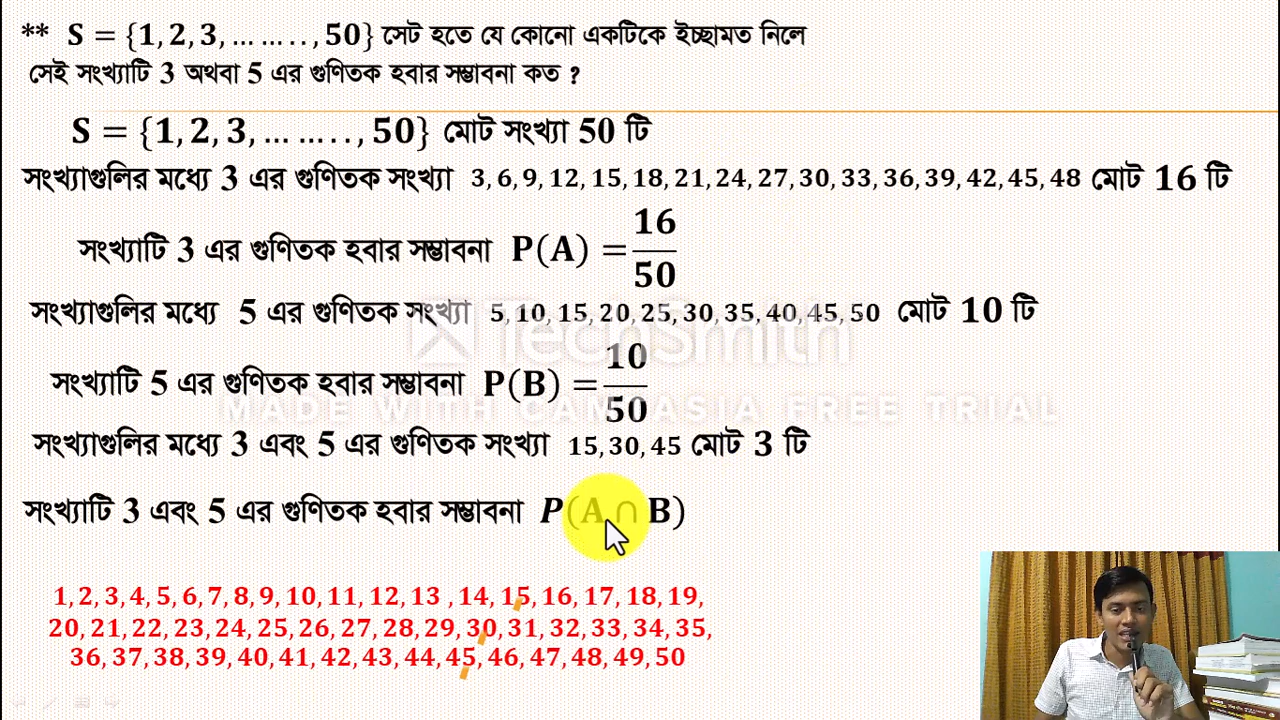 ** S = {1, 2, 3, ... ... . . , 50} সেট হতে যে কোনো একটিকে ইচ্ছামত নিলে
সেই সংখ্যাটি 3 অথবা 5 এর গুণিতক হবার সম্ভাবনা কত ?
S = {1, 2, 3, ... ... . . , 50} মোট সংখ্যা 50 টি
সংখ্যাগুলির মধ্যে 3 এর গুণিতক সংখ্যা 3, 6, 9, 12, 15, 18, 21, 24, 27, 30, 33, 36, 39, 42, 45, 48 মোট 16 টি
সংখ্যাটি 3 এর গুণিতক হবার সম্ভাবনা P(A) = 16/50
সংখ্যাগুলির মধ্যে 5 এর গুণিতক সংখ্যা 5, 10, 15, 20, 25, 30, 35, 40, 45, 50 মোট 10 টি
TechSmith
সংখ্যাটি 5 এর গুণিতক হবার সম্ভাবনা P(B) = 10/50
MADE WITH CAMTASIA FREE TRIA
সংখ্যাগুলির মধ্যে 3 এবং 5 এর গুণিতক সংখ্যা 15, 30, 45 মোট 3 টি
সংখ্যাটি 3 এবং 5 এর গুণিতক হবার সম্ভাবনা P(A ∩ B)
1, 2, 3, 4, 5, 6, 7, 8, 9, 10, 11, 12, 13 , 14, 15, 16, 17, 18, 19,
20, 21, 22, 23, 24, 25, 26, 27, 28, 29, 30, 31, 32, 33, 34, 35,
36, 37, 38, 39, 40, 41, 42, 43, 44, 45, 46, 47, 48, 49, 50